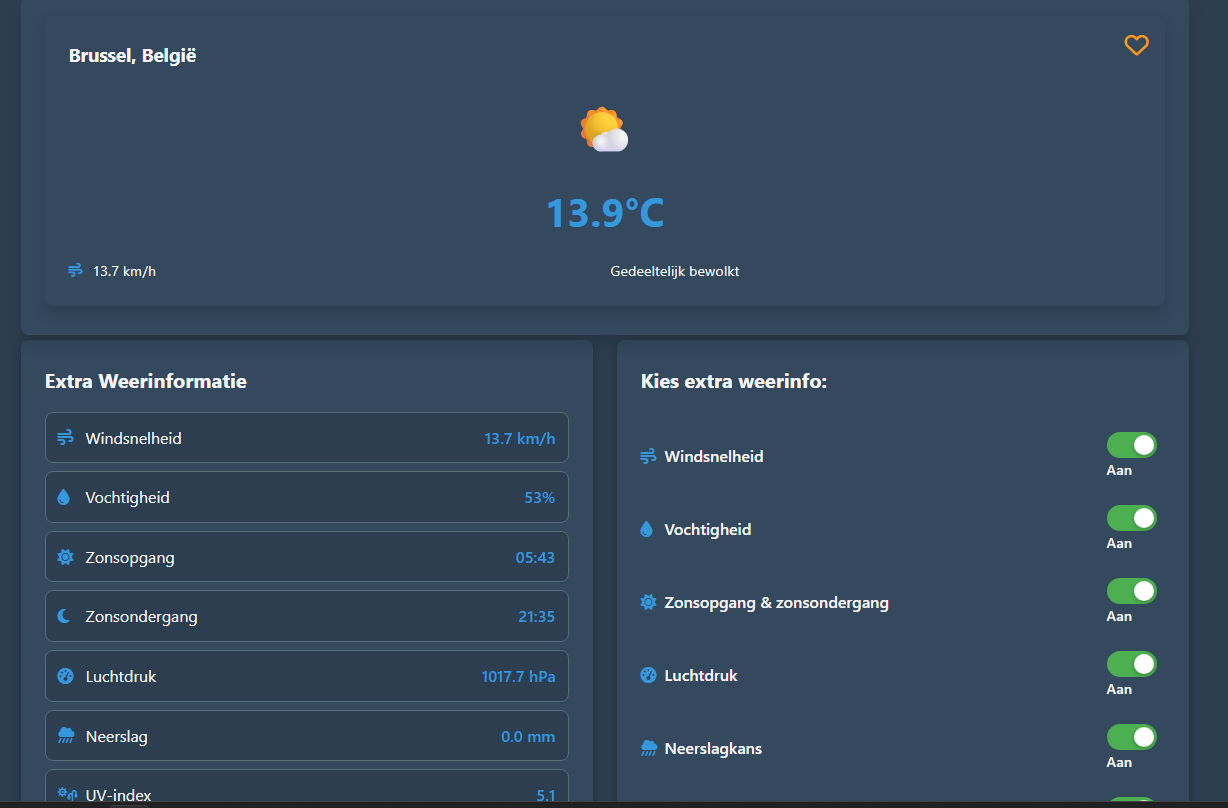 Brussel, België
13.9°C
13.7 km/h
Gedeeltelijk bewolkt
Extra Weerinformatie
Windsnelheid 13.7 km/h
Vochtigheid 53%
Zonsopgang 05:43
Zonsondergang 21:35
Luchtdruk 1017.7 hPa
Neerslag 0.0 mm
UV-index 5.1
Kies extra weerinfo:
Windsnelheid
Aan
Vochtigheid
Aan
Zonsopgang & zonsondergang
Aan
Luchtdruk
Aan
Neerslagkans
Aan